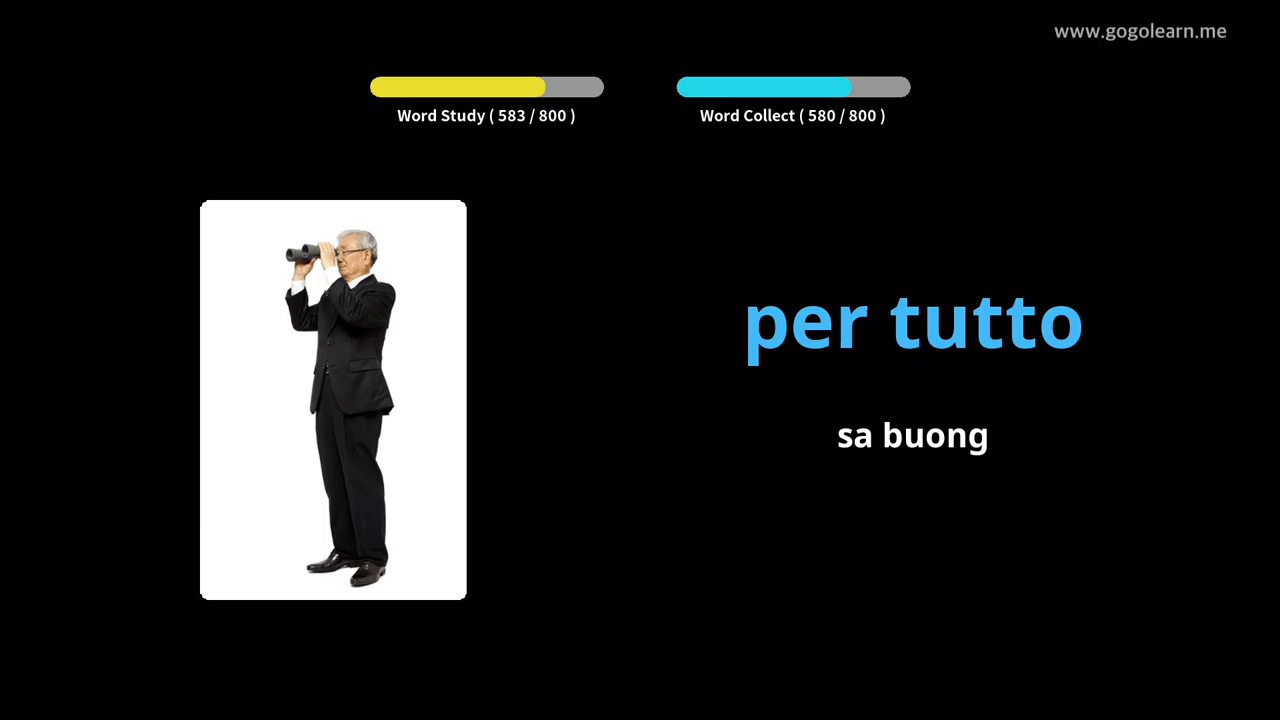 www.gogolearn.me
Word Study ( 583 / 800 )
Word Collect ( 580 / 800 )
per tutto
sa buong